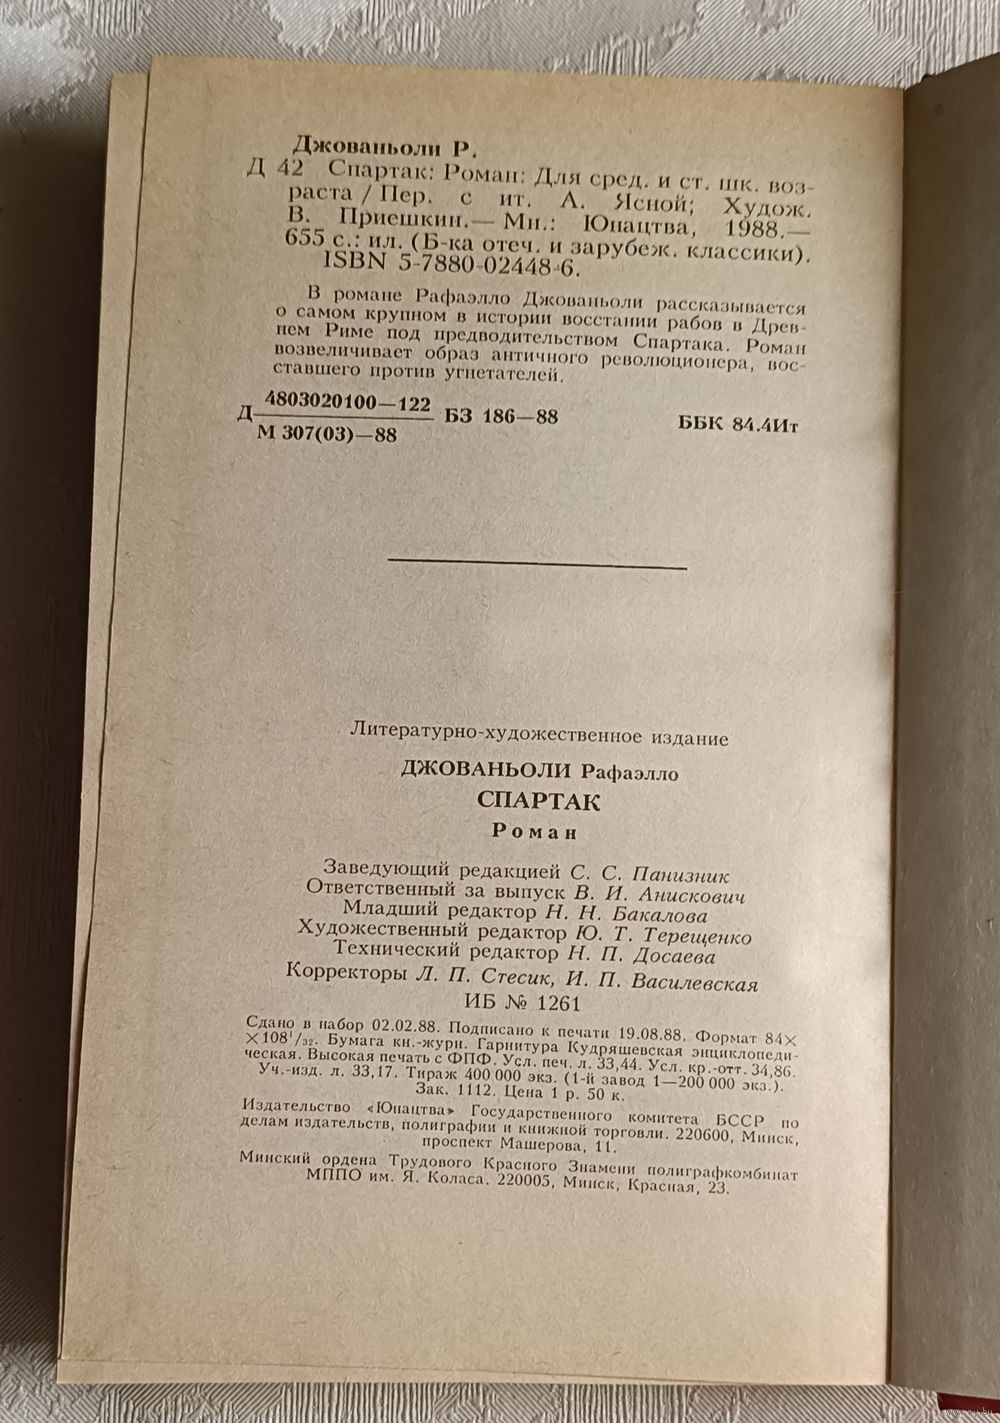 Джованьоли Р.
Д 42 Спартак: Роман: Для сред. и ст. шк. воз-
раста / Пер. с ит. А. Ясной; Худож.
В. Приешкин.— Мн.: Юнацтва, 1988.—
655 с.: ил. (Б-ка отеч. и зарубеж. классики).
ISBN 5-7880-02448-6.
В романе Рафаэлло Джованьоли рассказывается
о самом крупном в истории восстании рабов в Древ-
нем Риме под предводительством Спартака. Роман
возвеличивает образ античного революционера, вос-
ставшего против угнетателей.
Д 4803020100—122 БЗ 186—88 ББК 84.4Ит
М 307(03)—88
Литературно-художественное издание
ДЖОВАНЬОЛИ Рафаэлло
СПАРТАК
Роман
Заведующий редакцией С. С. Панизник
Ответственный за выпуск В. И. Анискович
Младший редактор Н. Н. Бакалова
Художественный редактор Ю. Т. Терещенко
Технический редактор Н. П. Досаева
Корректоры Л. П. Стесик, И. П. Василевская
ИБ № 1261
Сдано в набор 02.02.88. Подписано к печати 19.08.88. Формат 84×
×108¹/₃₂. Бумага кн.-журн. Гарнитура Кудряшевская энциклопеди-
ческая. Высокая печать с ФПФ. Усл. печ. л. 33,44. Усл. кр.-отт. 34,86.
Уч.-изд. л. 33,17. Тираж 400 000 экз. (1-й завод 1—200 000 экз.).
Зак. 1112. Цена 1 р. 50 к.
Издательство «Юнацтва» Государственного комитета БССР по
делам издательств, полиграфии и книжной торговли. 220600, Минск,
проспект Машерова, 11.
Минский ордена Трудового Красного Знамени полиграфкомбинат
МППО им. Я. Коласа. 220005, Минск, Красная, 23.